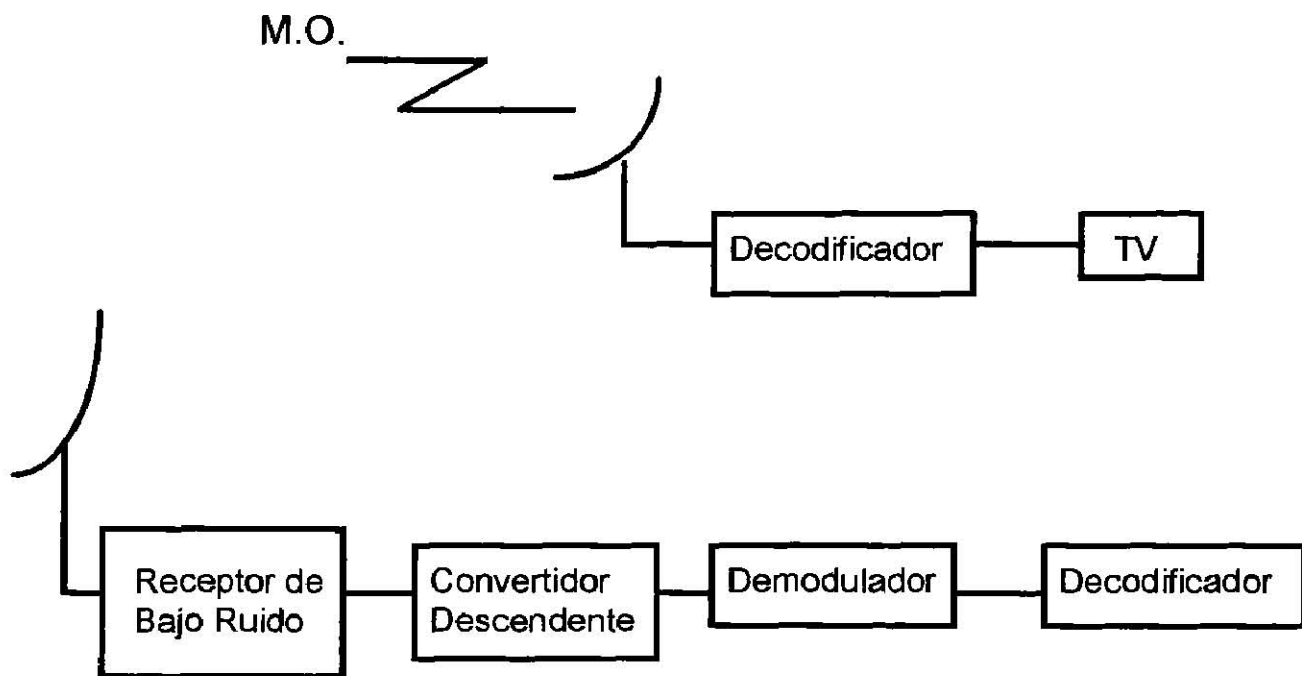 M.O.
Decodificador
TV
Receptor de
Bajo Ruido
Convertidor
Descendente
Demodulador
Decodificador